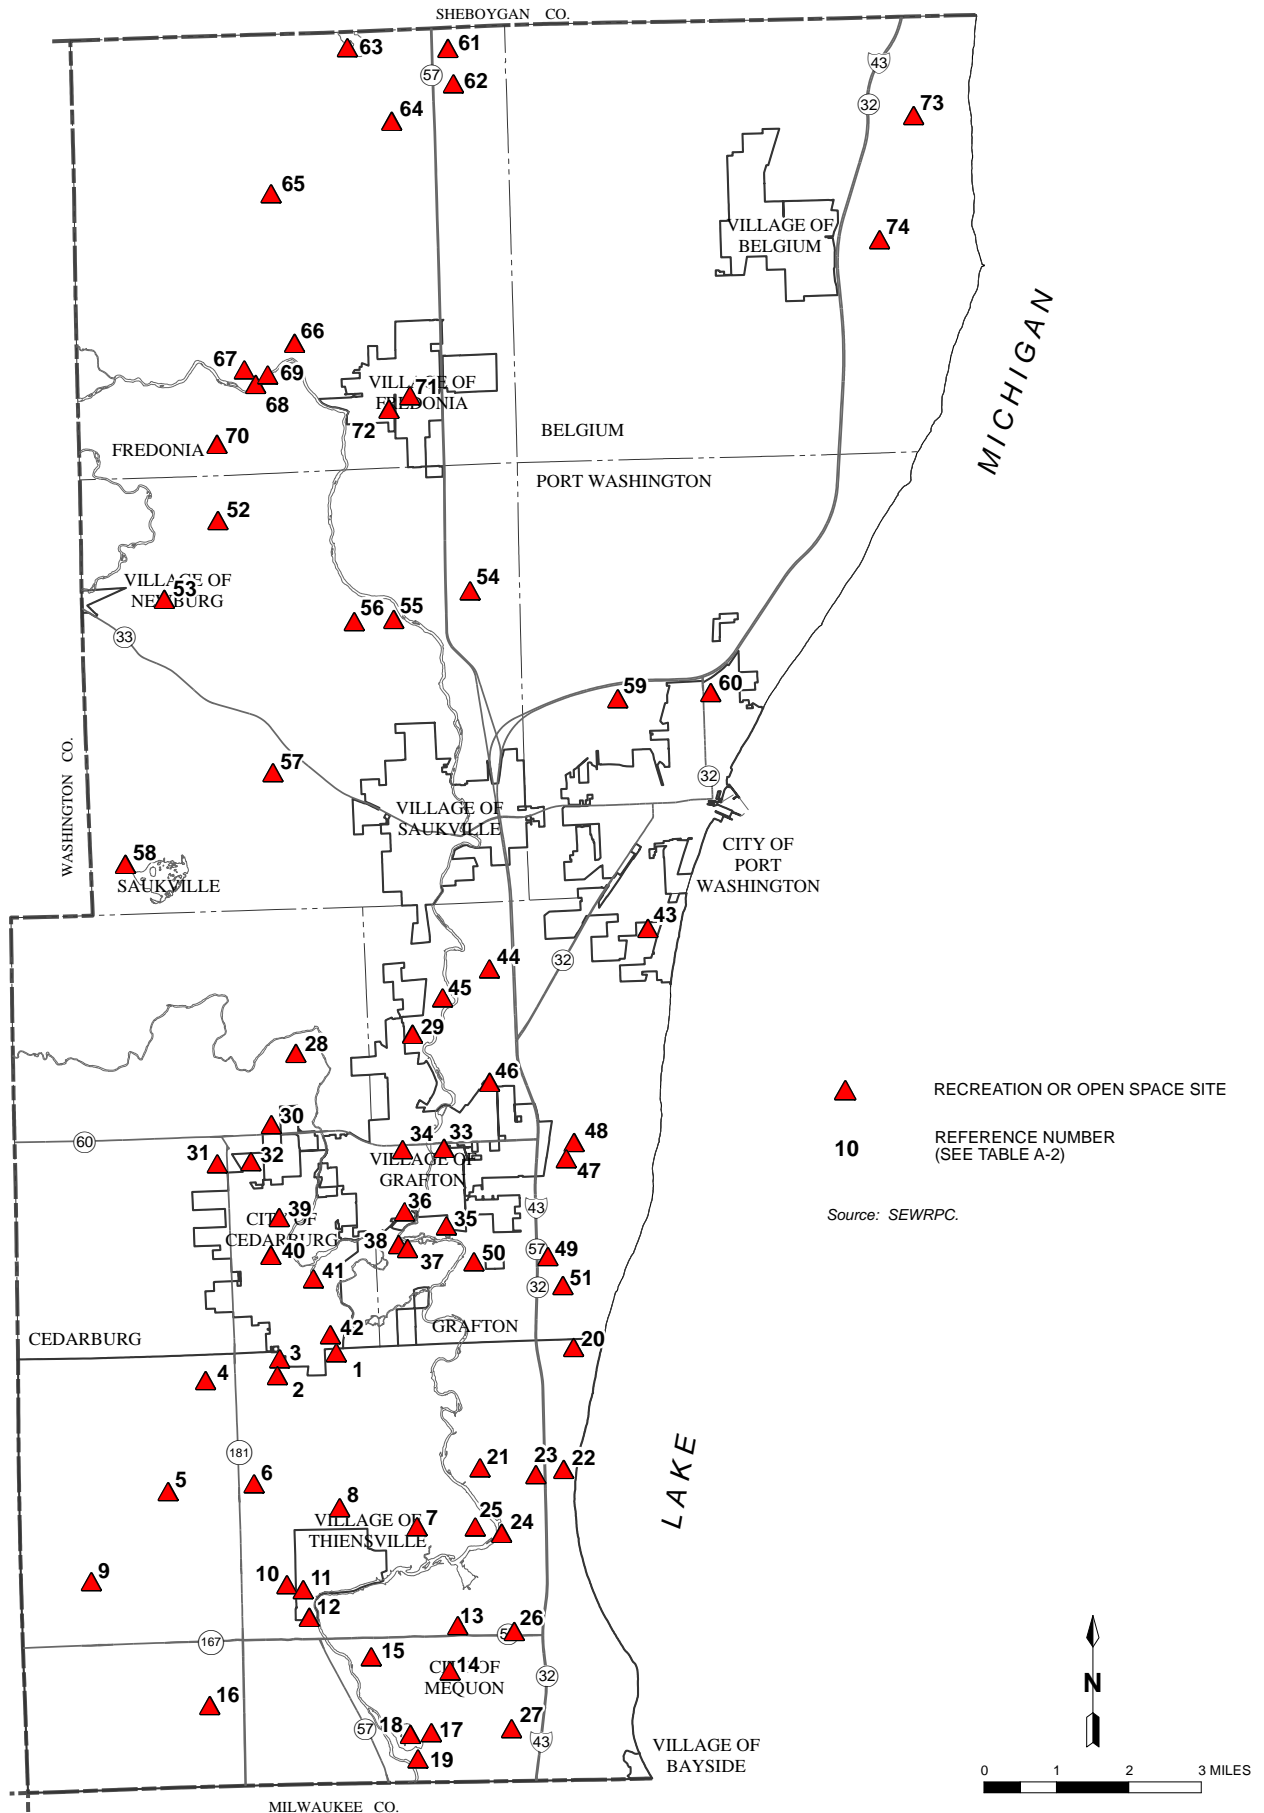 SHEBOYGAN CO.
63
61
57
62
43
32
73
64
65
VILLAGE OF
BELGIUM
74
MICHIGAN
66
67
69
68
VILLAGE OF
FREDONIA
71
72
BELGIUM
FREDONIA
70
PORT WASHINGTON
52
VILLAGE OF
NEWBURG
53
54
56
55
33
59
60
57
32
WASHINGTON CO.
VILLAGE OF
SAUKVILLE
CITY OF
PORT
WASHINGTON
58
SAUKVILLE
43
32
44
45
29
28
46
RECREATION OR OPEN SPACE SITE
10
REFERENCE NUMBER
(SEE TABLE A-2)
Source: SEWRPC.
30
60
31
32
34
33
48
47
VILLAGE OF
GRAFTON
43
36
35
39
CITY OF
CEDARBURG
40
38
37
50
57
49
41
32
51
CEDARBURG
42
GRAFTON
20
3
1
4
2
181
21
23
22
LAKE
5
6
8
VILLAGE OF
THIENSVILLE
7
25
24
9
10
11
12
13
26
167
15
CITY OF
MEQUON
14
32
16
57
18
17
27
43
19
VILLAGE OF
BAYSIDE
N
0 1 2 3 MILES
MILWAUKEE CO.